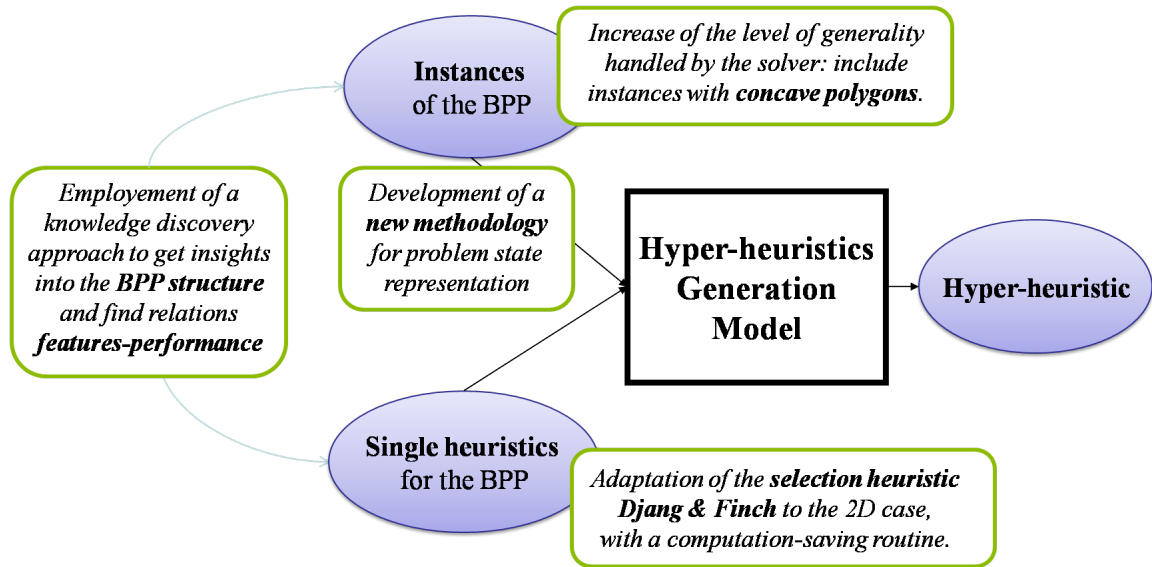 Instances
of the BPP
Increase of the level of generality
handled by the solver: include
instances with concave polygons.
Employement of a
knowledge discovery
approach to get insights
into the BPP structure
and find relations
features-performance
Development of a
new methodology
for problem state
representation
Hyper-heuristics
Generation
Model
Hyper-heuristic
Single heuristics
for the BPP
Adaptation of the selection heuristic
Djang & Finch to the 2D case,
with a computation-saving routine.